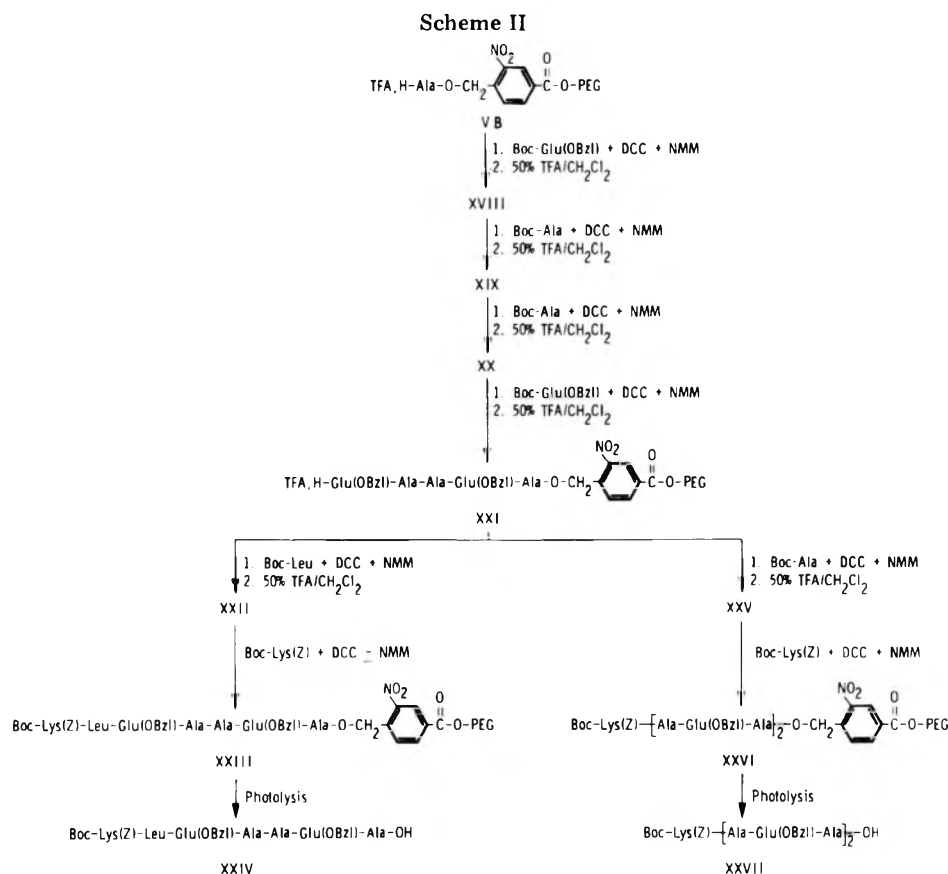 Scheme II
NO2
O
TFA,H-Ala-O-CH2 C-O-PEG
VB
1. Boc-Glu(OBzl) + DCC + NMM
2. 50% TFA/CH2Cl2
XVIII
1. Boc-Ala + DCC + NMM
2. 50% TFA/CH2Cl2
XIX
1. Boc-Ala + DCC + NMM
2. 50% TFA/CH2Cl2
XX
1. Boc-Glu(OBzl) + DCC + NMM
2. 50% TFA/CH2Cl2
NO2
O
TFA,H-Glu(OBzl)-Ala-Ala-Glu(OBzl)-Ala-O-CH2 C-O-PEG
XXI
1. Boc-Leu + DCC + NMM
2. 50% TFA/CH2Cl2
1. Boc-Ala + DCC + NMM
2. 50% TFA/CH2Cl2
XXII
XXV
Boc-Lys(Z) + DCC - NMM
Boc-Lys(Z) + DCC + NMM
NO2
O
Boc-Lys(Z)-Leu-Glu(OBzl)-Ala-Ala-Glu(OBzl)-Ala-O-CH2 C-O-PEG
XXIII
NO2
O
Boc-Lys(Z)-[Ala-Glu(OBzl)-Ala]2-O-CH2 C-O-PEG
XXVI
Photolysis
Photolysis
Boc-Lys(Z)-Leu-Glu(OBzl)-Ala-Ala-Glu(OBzl)-Ala-OH
XXIV
Boc-Lys(Z)-[Ala-Glu(OBzl)-Ala]2-OH
XXVII